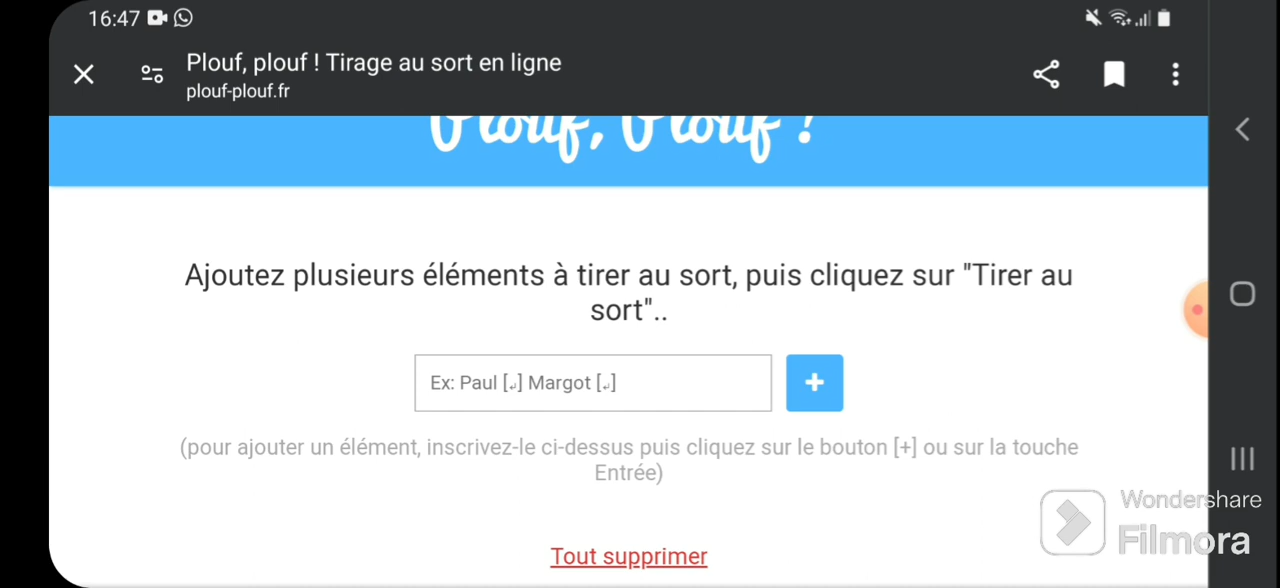 16:47
Plouf, plouf ! Tirage au sort en ligne
plouf-plouf.fr
Plouf, Plouf !
Ajoutez plusieurs éléments à tirer au sort, puis cliquez sur "Tirer au
sort"..
Ex: Paul [↲] Margot [↲]
+
(pour ajouter un élément, inscrivez-le ci-dessus puis cliquez sur le bouton [+] ou sur la touche
Entrée)
Tout supprimer
Wondershare
Filmora